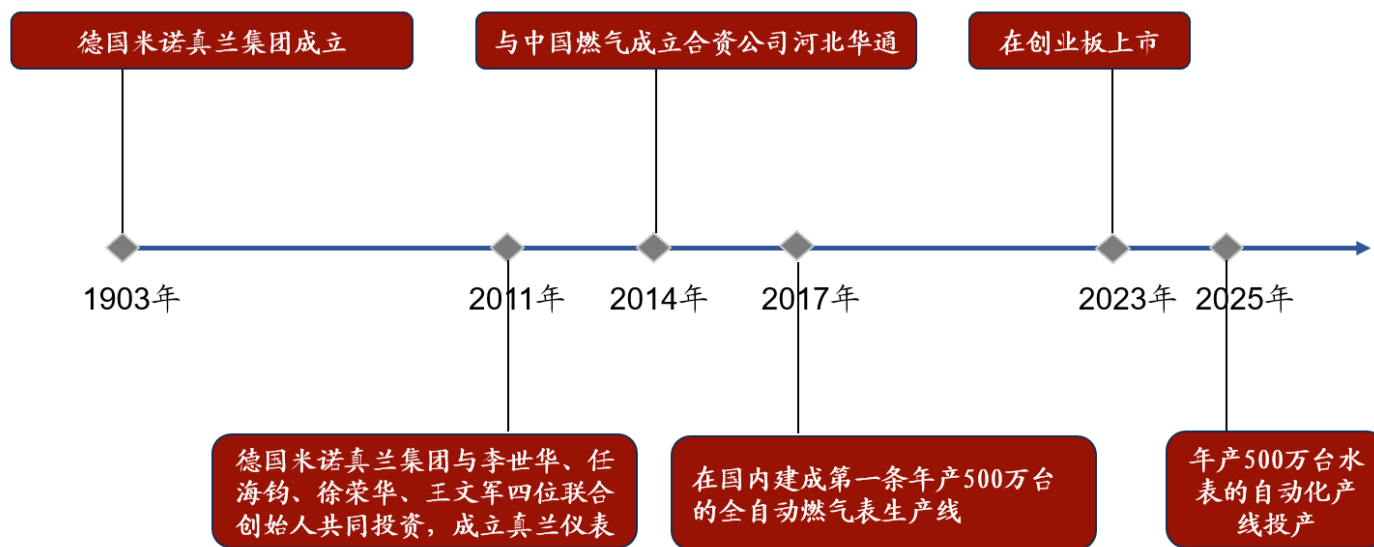 德国米诺真兰集团成立
与中国燃气成立合资公司河北华通
在创业板上市
1903年
2011年
2014年
2017年
2023年
2025年
德国米诺真兰集团与李世华、任
海钧、徐荣华、王文军四位联合
创始人共同投资，成立真兰仪表
在国内建成第一条年产500万台
的全自动燃气表生产线
年产500万台水
表的自动化产
线投产